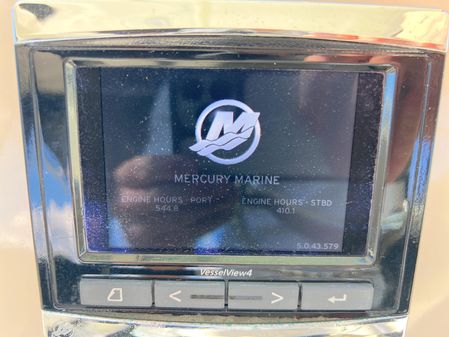 MERCURY MARINE
ENGINE HOURS - PORT ENGINE HOURS - STBD
544.8 410.1
5.0.43.579
VesselView4